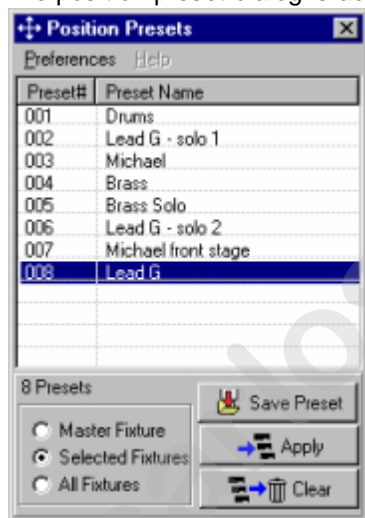 Position Presets
Preferences Help
Preset# Preset Name
001 Drums
002 Lead G - solo 1
003 Michael
004 Brass
005 Brass Solo
006 Lead G - solo 2
007 Michael front stage
008 Lead G
8 Presets
Save Preset
Master Fixture
Apply
Selected Fixtures
All Fixtures
Clear